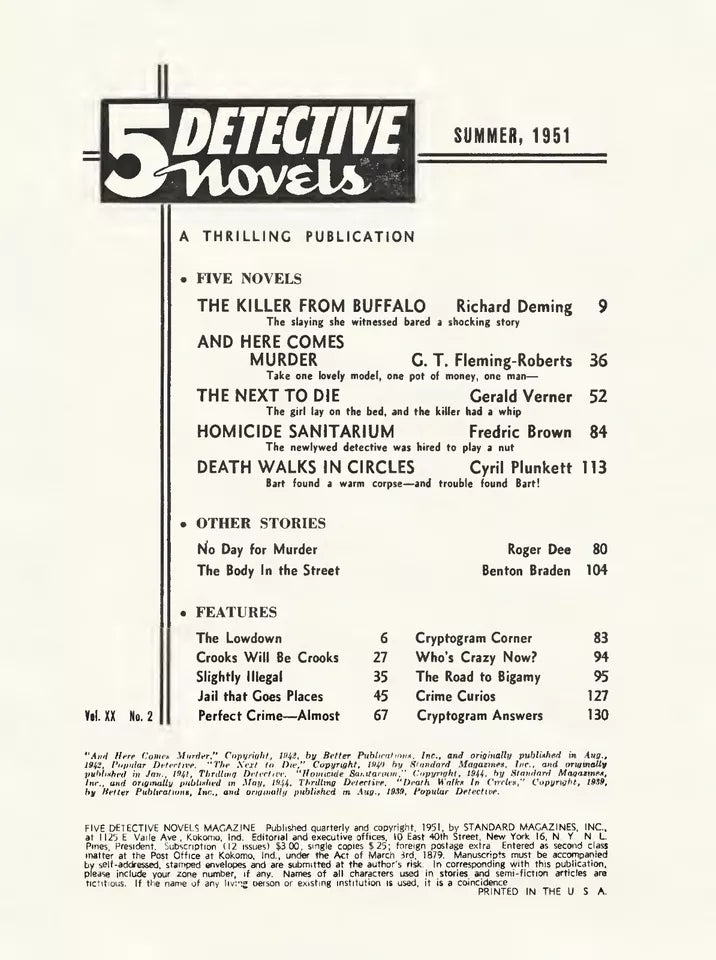 5 DETECTIVE
novels
SUMMER, 1951
A THRILLING PUBLICATION
• FIVE NOVELS
THE KILLER FROM BUFFALO Richard Deming 9
The slaying she witnessed bared a shocking story
AND HERE COMES
MURDER G. T. Fleming-Roberts 36
Take one lovely model, one pot of money, one man—
THE NEXT TO DIE Gerald Verner 52
The girl lay on the bed, and the killer had a whip
HOMICIDE SANITARIUM Fredric Brown 84
The newlywed detective was hired to play a nut
DEATH WALKS IN CIRCLES Cyril Plunkett 113
Bart found a warm corpse—and trouble found Bart!
• OTHER STORIES
No Day for Murder Roger Dee 80
The Body In the Street Benton Braden 104
• FEATURES
The Lowdown 6 Cryptogram Corner 83
Crooks Will Be Crooks 27 Who's Crazy Now? 94
Slightly Illegal 35 The Road to Bigamy 95
Jail that Goes Places 45 Crime Curios 127
Vol. XX No. 2 Perfect Crime—Almost 67 Cryptogram Answers 130
"And Here Comes Murder," Copyright, 1942, by Better Publications, Inc., and originally published in Aug.,
1942, Popular Detective. "The Next to Die," Copyright, 1940 by Standard Magazines, Inc., and originally
published in Jan., 1941, Thrilling Detective. "Homicide Sanitarium," Copyright, 1944, by Standard Magazines,
Inc., and originally published in May, 1944, Thrilling Detective. "Death Walks In Circles," Copyright, 1939,
by Better Publications, Inc., and originally published in Aug., 1939, Popular Detective.
FIVE DETECTIVE NOVELS MAGAZINE Published quarterly and copyright, 1951, by STANDARD MAGAZINES, INC.,
at 1125 E Vaile Ave, Kokomo, Ind. Editorial and executive offices, 10 East 40th Street, New York 16, N. Y. N L.
Pines, President. Subscription (12 issues) $3.00, single copies $.25; foreign postage extra Entered as second class
matter at the Post Office at Kokomo, Ind., under the Act of March 3rd, 1879. Manuscripts must be accompanied
by self-addressed, stamped envelopes and are submitted at the author's risk. In corresponding with this publication,
please include your zone number, if any. Names of all characters used in stories and semi-fiction articles are
fictitious. If the name of any living person or existing institution is used, it is a coincidence
PRINTED IN THE U S A.